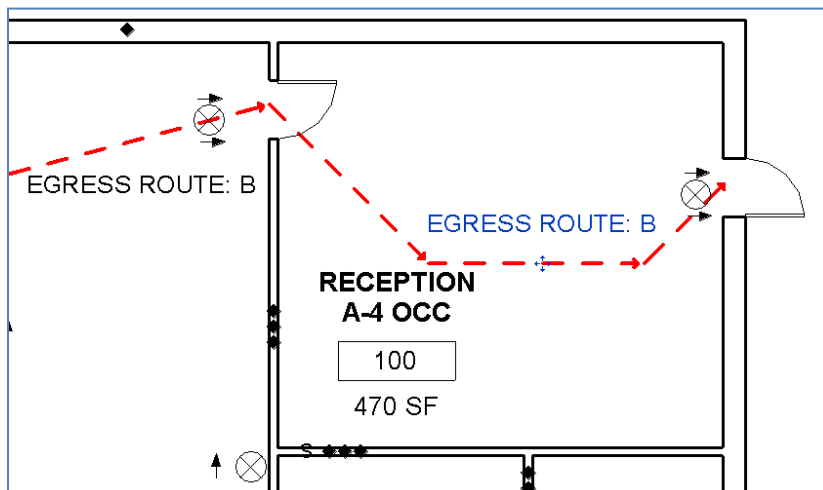 EGRESS ROUTE: B
EGRESS ROUTE: B
RECEPTION
A-4 OCC
100
470 SF
S